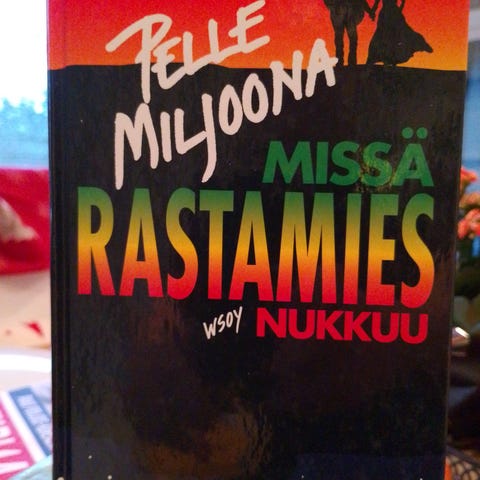 PELLE
MILJOONA
MISSÄ
RASTAMIES
WSOY NUKKUU